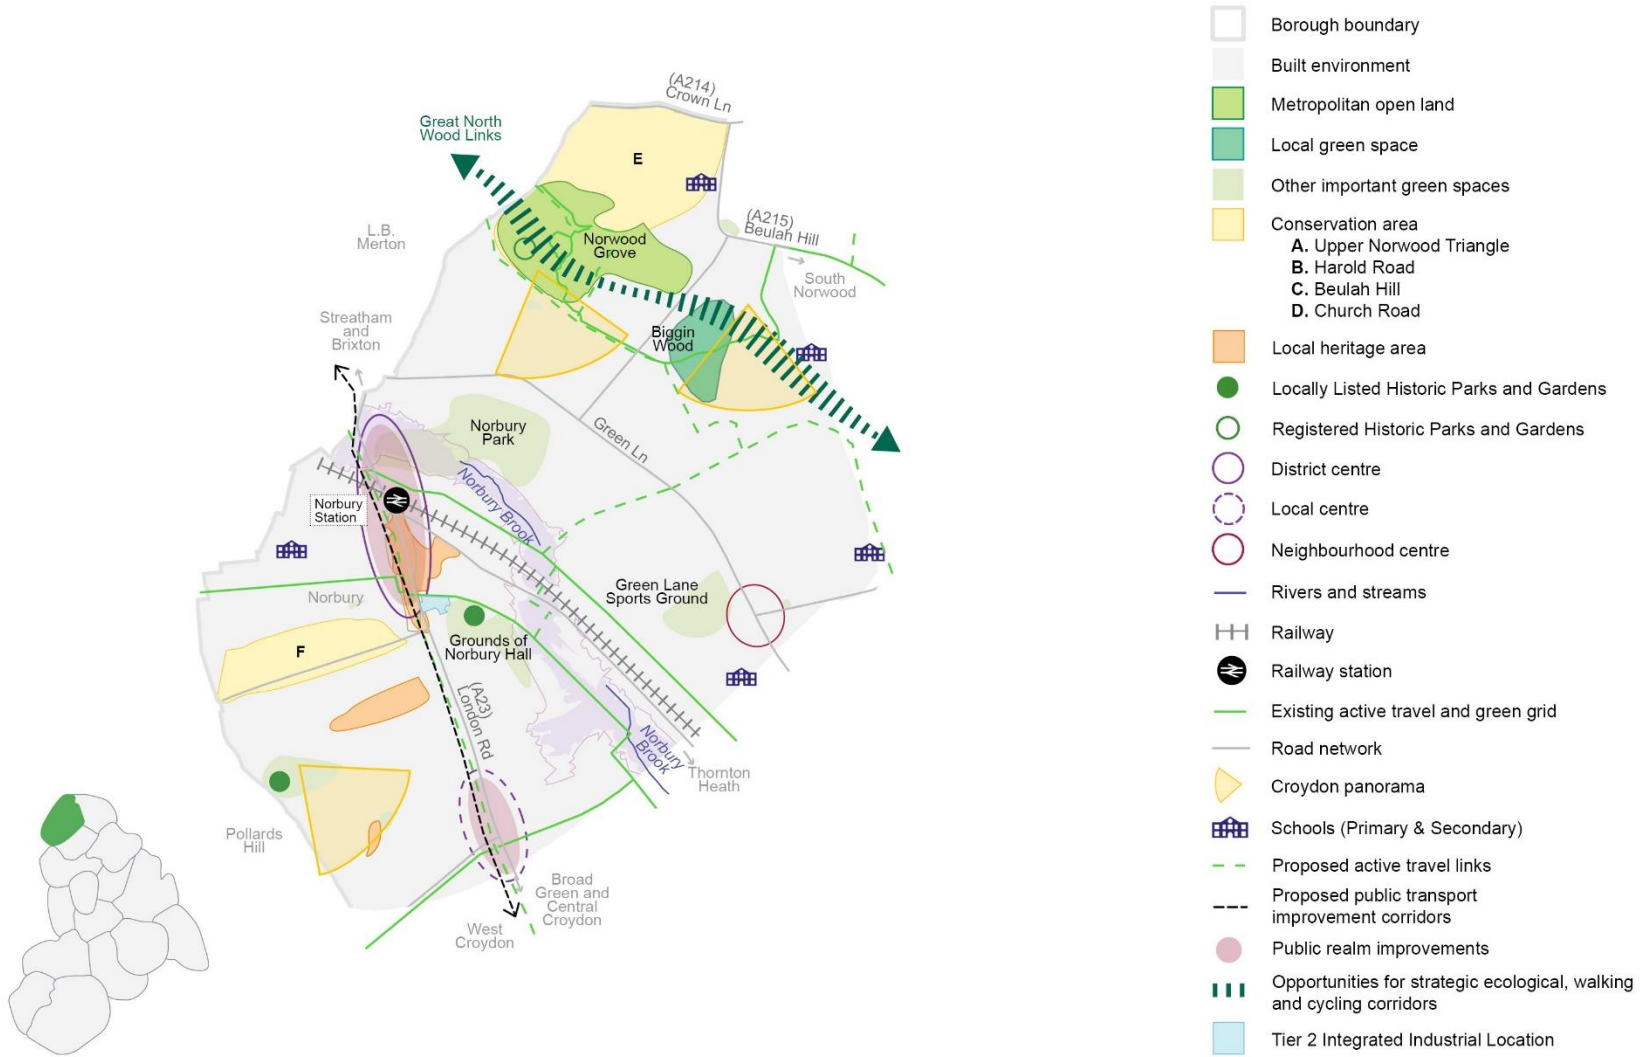 (A214)
Crown Ln
Great North
Wood Links
E
(A215)
Beulah Hill
L.B.
Merton
Norwood
Grove
South
Norwood
Streatham
and
Brixton
Biggin
Wood
Norbury
Park
Green Ln
Norbury Brook
Norbury
Station
Green Lane
Sports Ground
Norbury
Grounds of
Norbury Hall
F
(A23)
London Rd
Norbury
Brook
Thornton
Heath
Pollards
Hill
Broad
Green and
Central
Croydon
West
Croydon
Borough boundary
Built environment
Metropolitan open land
Local green space
Other important green spaces
Conservation area
A. Upper Norwood Triangle
B. Harold Road
C. Beulah Hill
D. Church Road
Local heritage area
Locally Listed Historic Parks and Gardens
Registered Historic Parks and Gardens
District centre
Local centre
Neighbourhood centre
Rivers and streams
Railway
Railway station
Existing active travel and green grid
Road network
Croydon panorama
Schools (Primary & Secondary)
Proposed active travel links
Proposed public transport
improvement corridors
Public realm improvements
Opportunities for strategic ecological, walking
and cycling corridors
Tier 2 Integrated Industrial Location